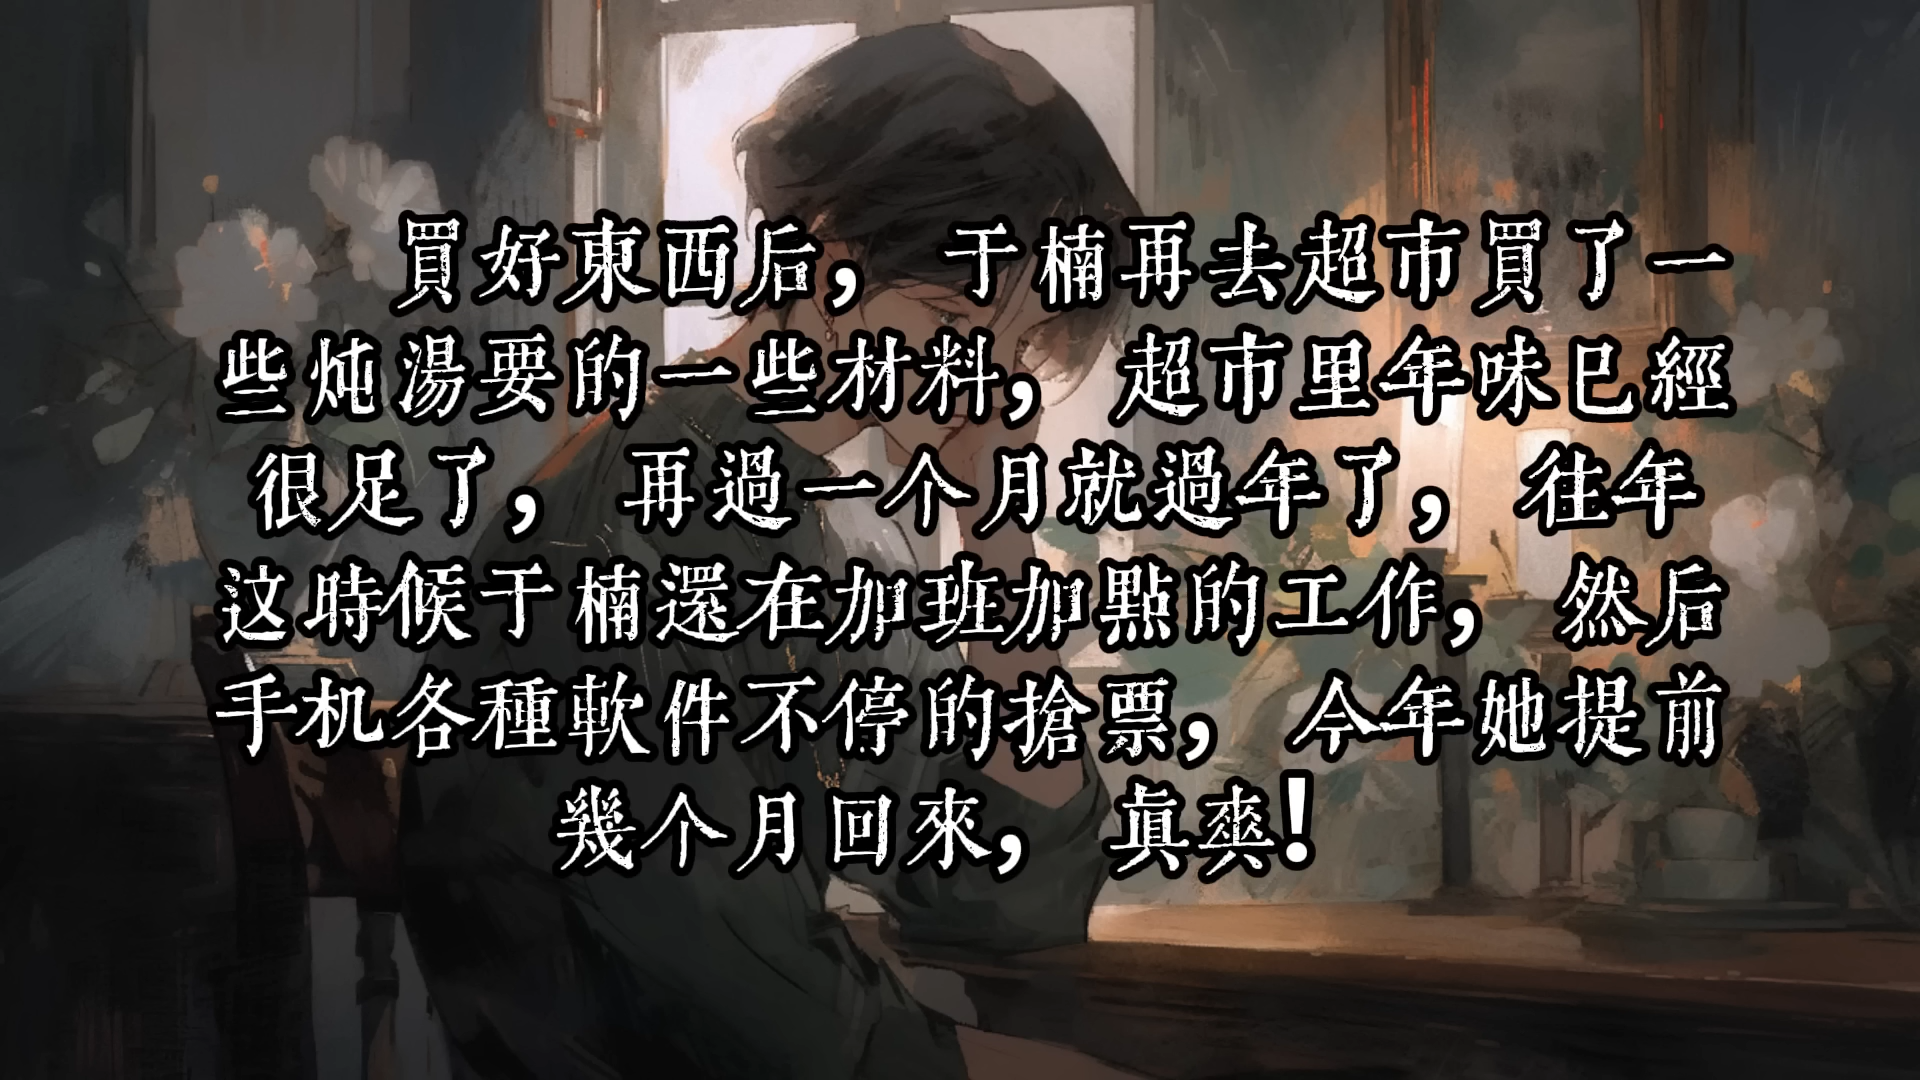 買好東西后，于楠再去超市買了一
些炖湯要的一些材料，超市里年味已經
很足了，再過一个月就過年了，往年
这時候于楠還在加班加點的工作，然后
手机各種軟件不停的搶票，今年她提前
幾个月回來，真爽！